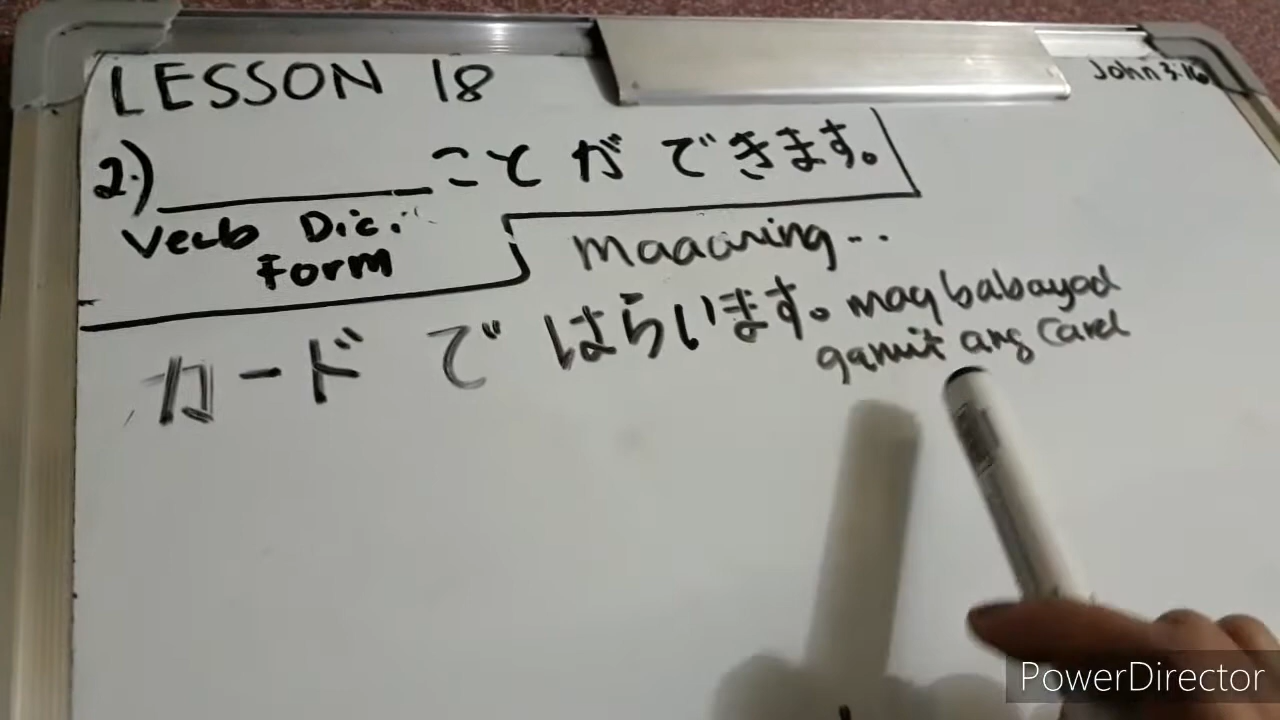 LESSON 18
John 3:16
2.) ことができます。
Verb Dic. Form
maaaring..
カードではらいます。
magbabayad
gamit ang Card
PowerDirector